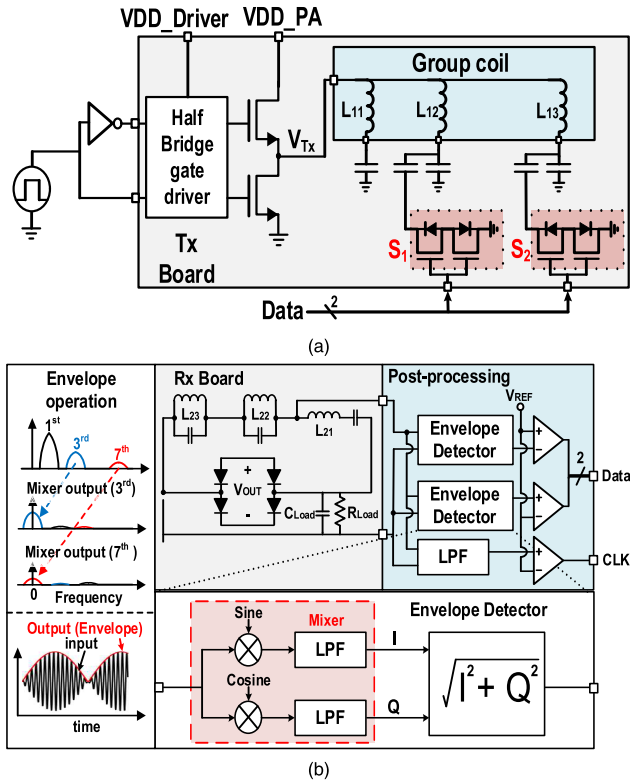 VDD_Driver
VDD_PA
Group coil
Half
Bridge
gate
driver
V_Tx
L11
L12
L13
Tx
Board
S1
S2
Data
2
(a)
Envelope
operation
1st
3rd
7th
Mixer output (3rd)
Mixer output (7th)
0
Frequency
Output (Envelope)
input
time
Rx Board
L23
L22
L21
+
VOUT
-
CLoad
RLoad
Post-processing
VREF
Envelope
Detector
Envelope
Detector
LPF
+
-
+
-
+
-
2
Data
CLK
Sine
Mixer
LPF
Cosine
LPF
I
Q
Envelope Detector
√I² + Q²
(b)